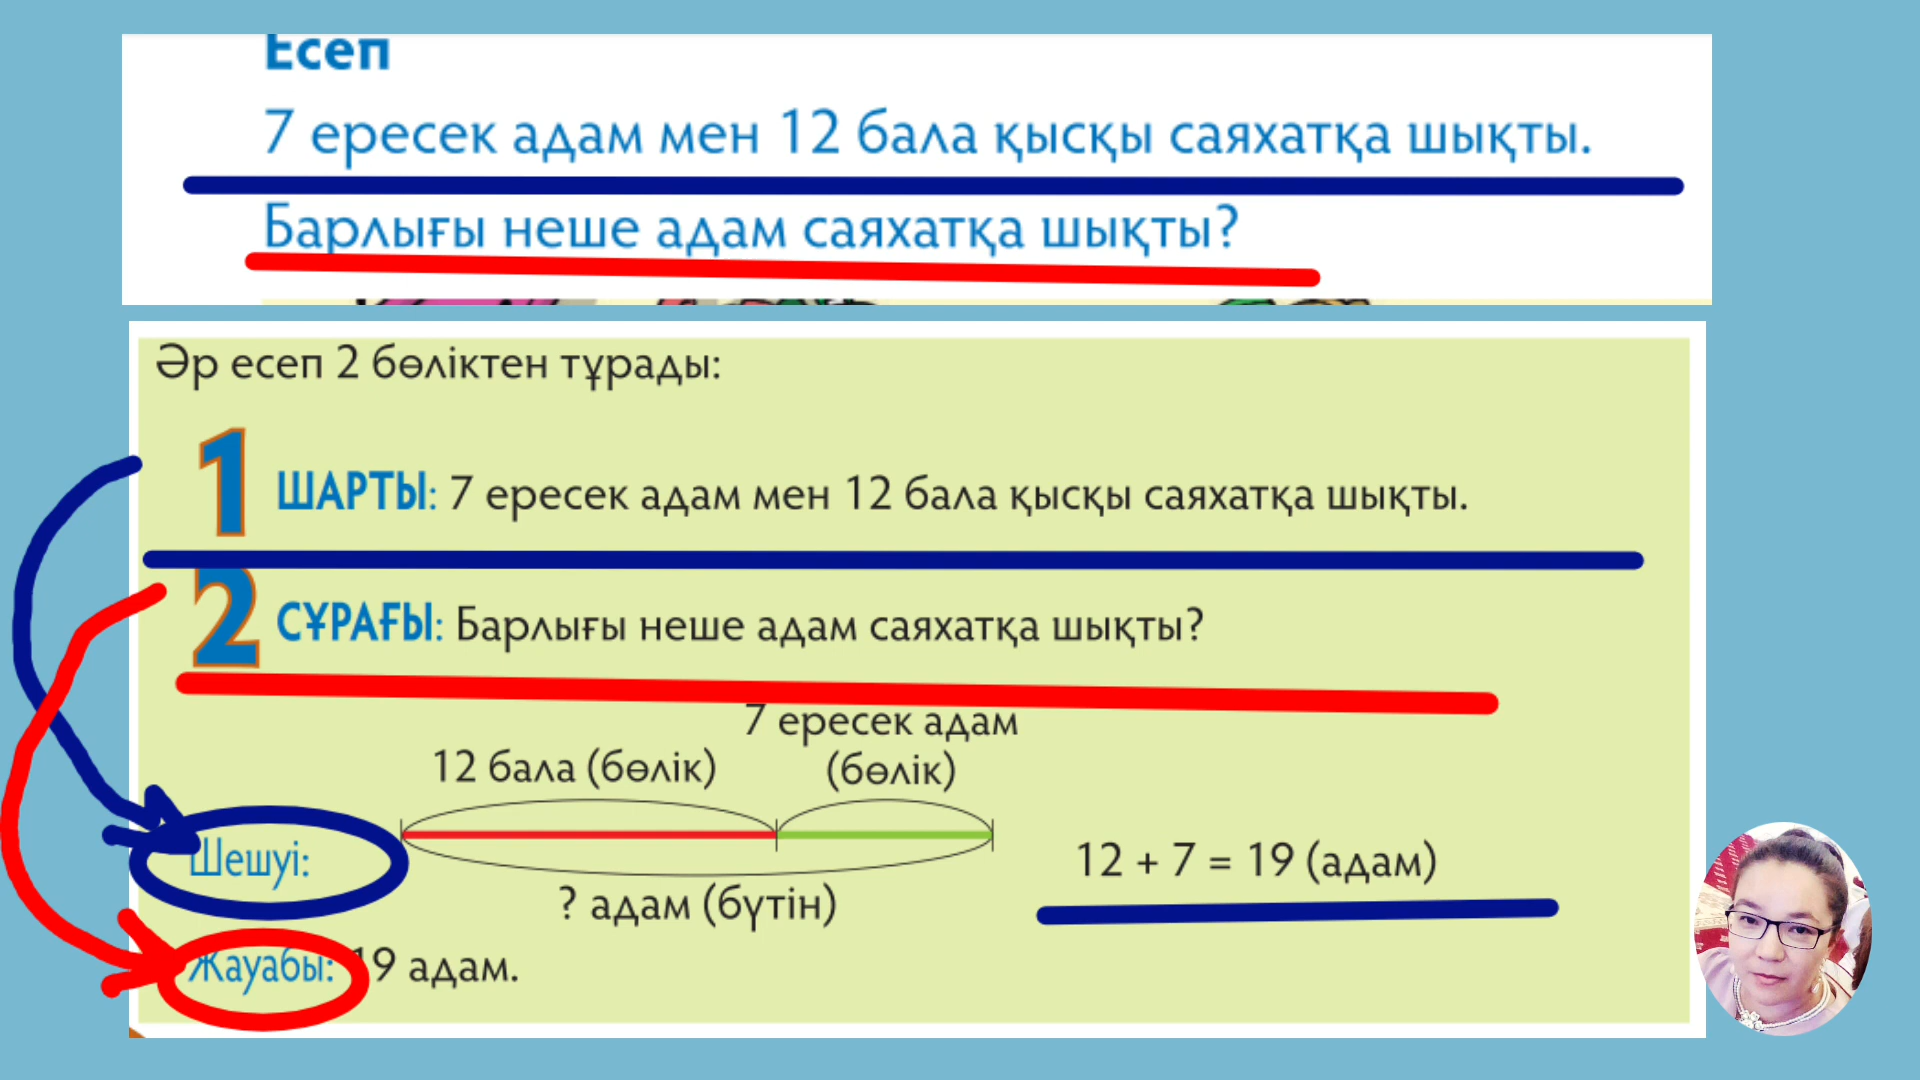 Есеп
7 ересек адам мен 12 бала қысқы саяхатқа шықты.
Барлығы неше адам саяхатқа шықты?
Әр есеп 2 бөліктен тұрады:
1 ШАРТЫ: 7 ересек адам мен 12 бала қысқы саяхатқа шықты.
2 СҰРАҒЫ: Барлығы неше адам саяхатқа шықты?
7 ересек адам
12 бала (бөлік) (бөлік)
Шешуі: 12 + 7 = 19 (адам)
? адам (бүтін)
Жауабы: 19 адам.